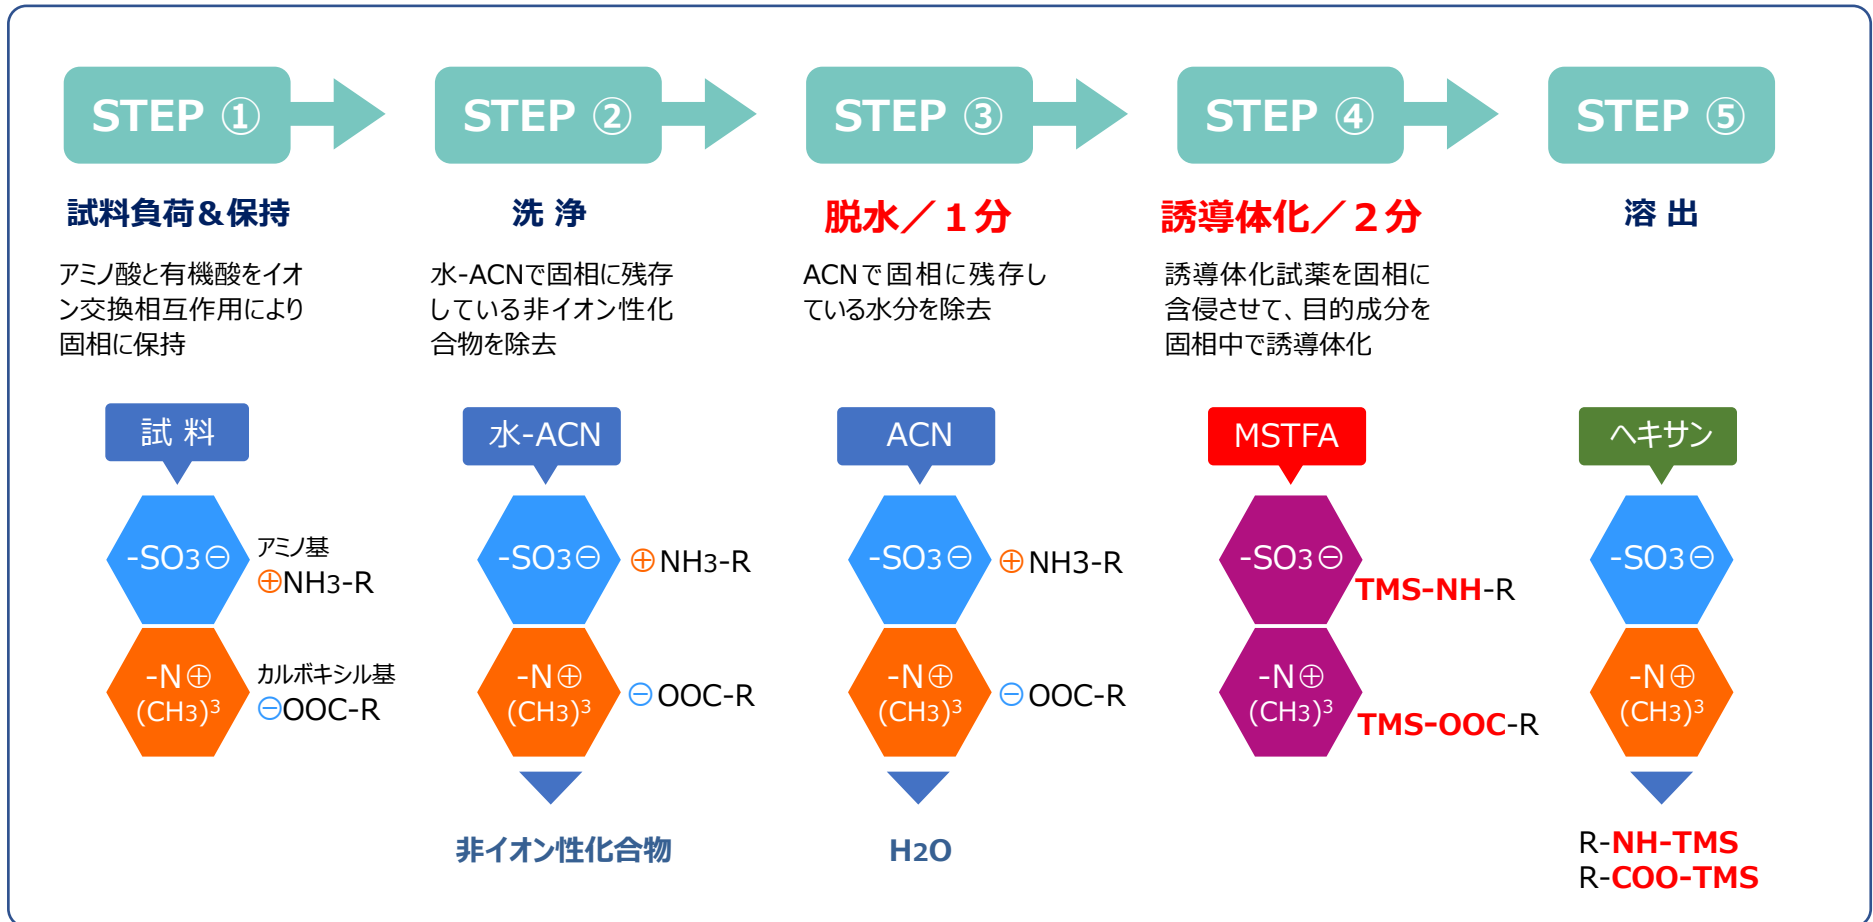 STEP ①
STEP ②
STEP ③
STEP ④
STEP ⑤
試料負荷&保持
洗 浄
脱水／１分
誘導体化／２分
溶 出
アミノ酸と有機酸をイオ
ン交換相互作用により
固相に保持
水-ACNで固相に残存
している非イオン性化
合物を除去
ACNで固相に残存し
ている水分を除去
誘導体化試薬を固相に
含侵させて、目的成分を
固相中で誘導体化
試 料
水-ACN
ACN
MSTFA
ヘキサン
-SO3⊖
アミノ基
⊕NH3-R
-SO3⊖
⊕NH3-R
-SO3⊖
⊕NH3-R
-SO3⊖
TMS-NH-R
-SO3⊖
-N⊕
(CH3)³
カルボキシル基
⊖OOC-R
-N⊕
(CH3)³
⊖OOC-R
-N⊕
(CH3)³
⊖OOC-R
-N⊕
(CH3)³
TMS-OOC-R
-N⊕
(CH3)³
非イオン性化合物
H2O
R-NH-TMS
R-COO-TMS